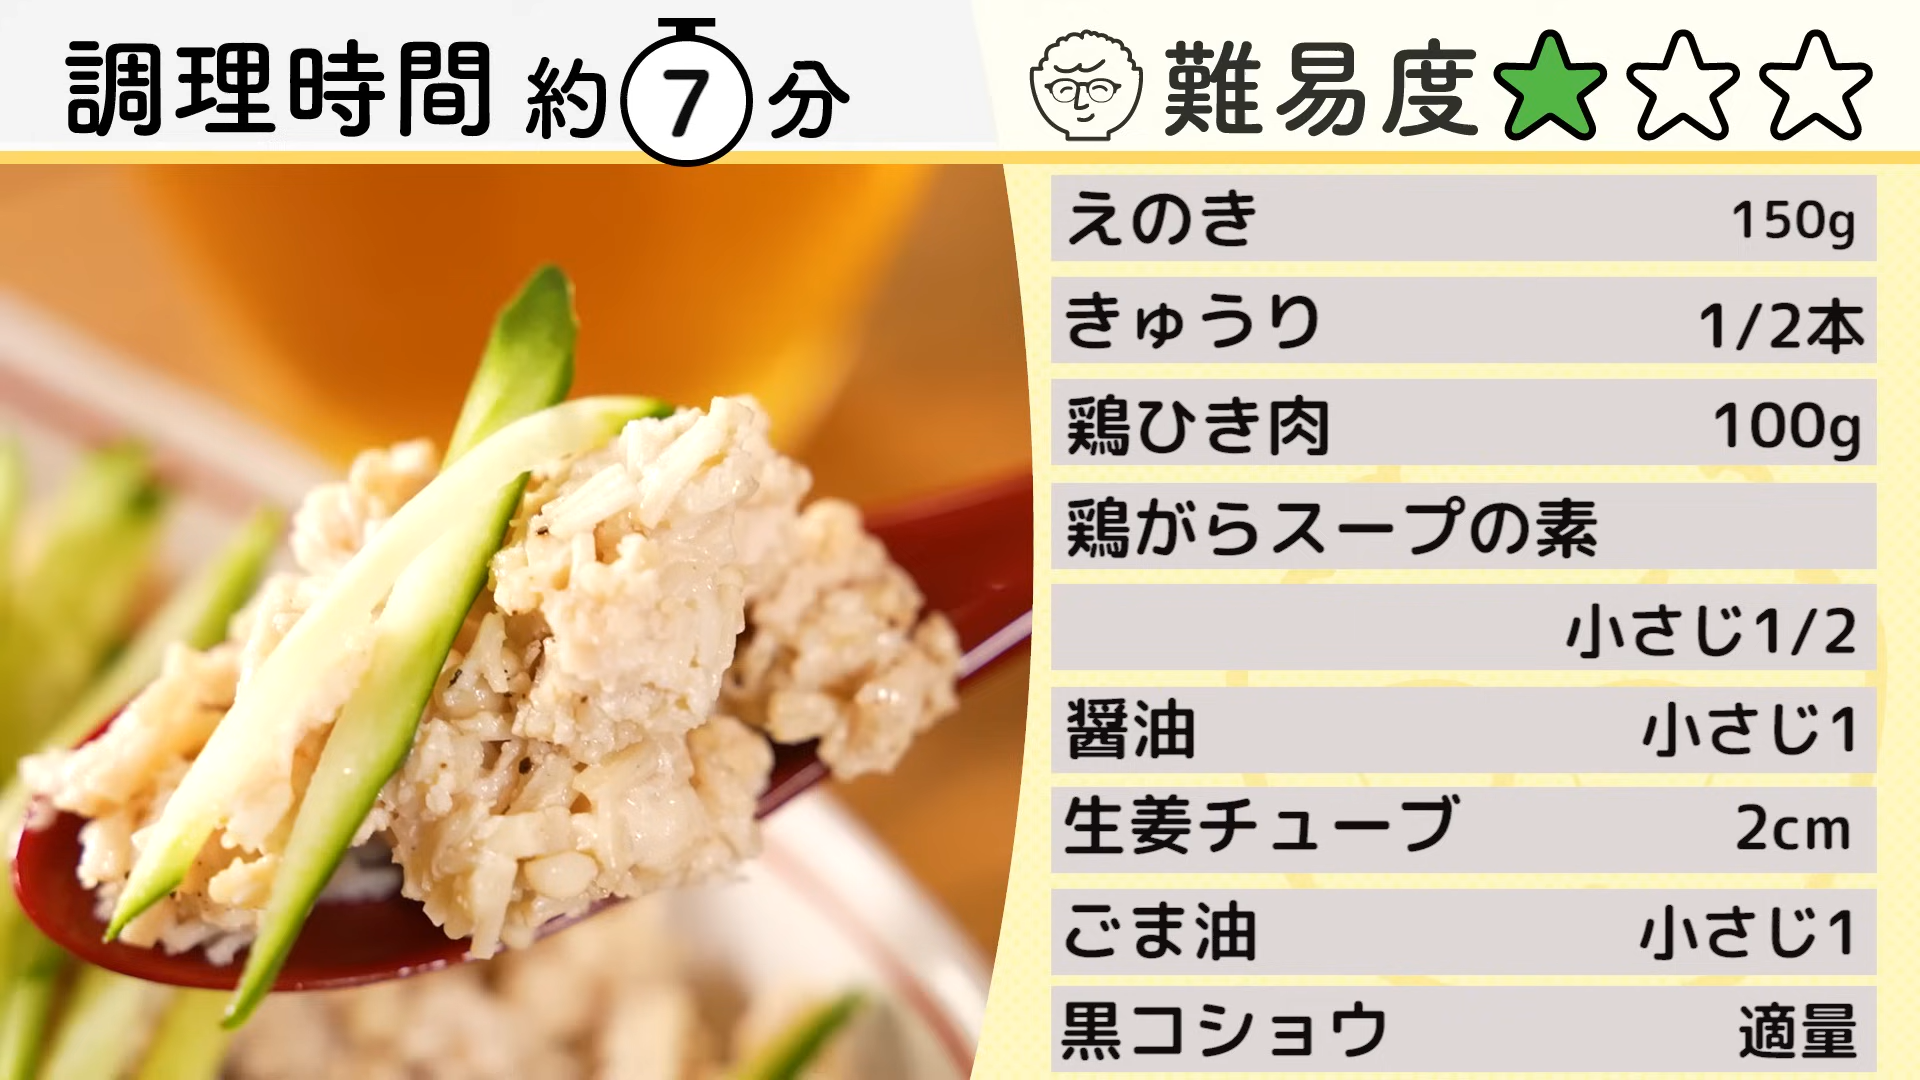 調理時間 約7分
難易度
えのき 150g
きゅうり 1/2本
鶏ひき肉 100g
鶏がらスープの素
小さじ1/2
醤油 小さじ1
生姜チューブ 2cm
ごま油 小さじ1
黒コショウ 適量